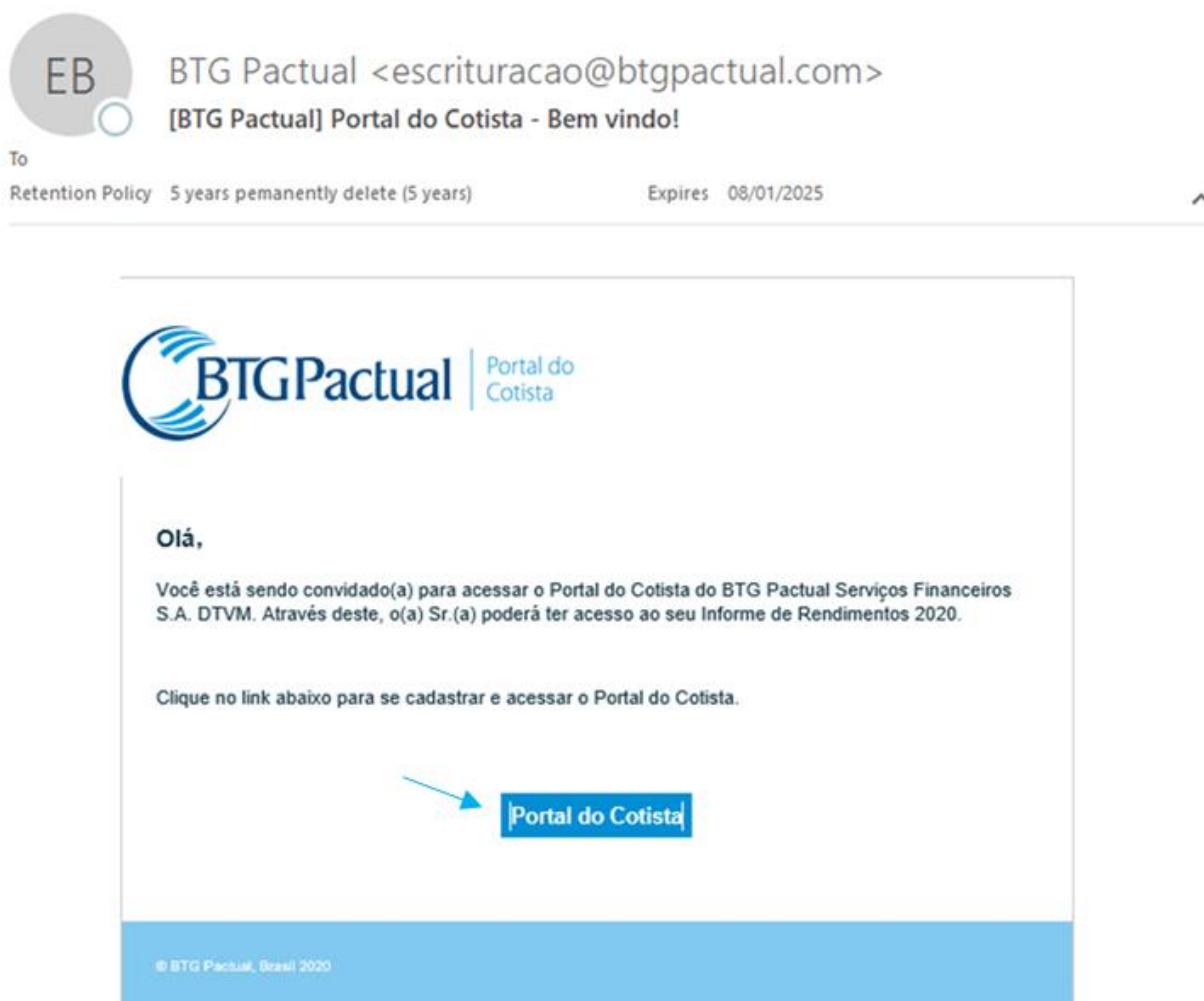 EB
BTG Pactual <escrituracao@btgpactual.com>
[BTG Pactual] Portal do Cotista - Bem vindo!
To
Retention Policy 5 years pemanently delete (5 years) Expires 08/01/2025
BTGPactual
Portal do
Cotista
Olá,
Você está sendo convidado(a) para acessar o Portal do Cotista do BTG Pactual Serviços Financeiros
S.A. DTVM. Através deste, o(a) Sr.(a) poderá ter acesso ao seu Informe de Rendimentos 2020.
Clique no link abaixo para se cadastrar e acessar o Portal do Cotista.
Portal do Cotista
© BTG Pactual, Brasil 2020